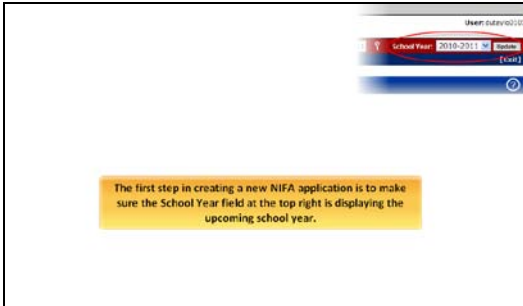 User:
School Year: 2010-2011 Update
[Exit]
?
The first step in creating a new NIFA application is to make
sure the School Year field at the top right is displaying the
upcoming school year.